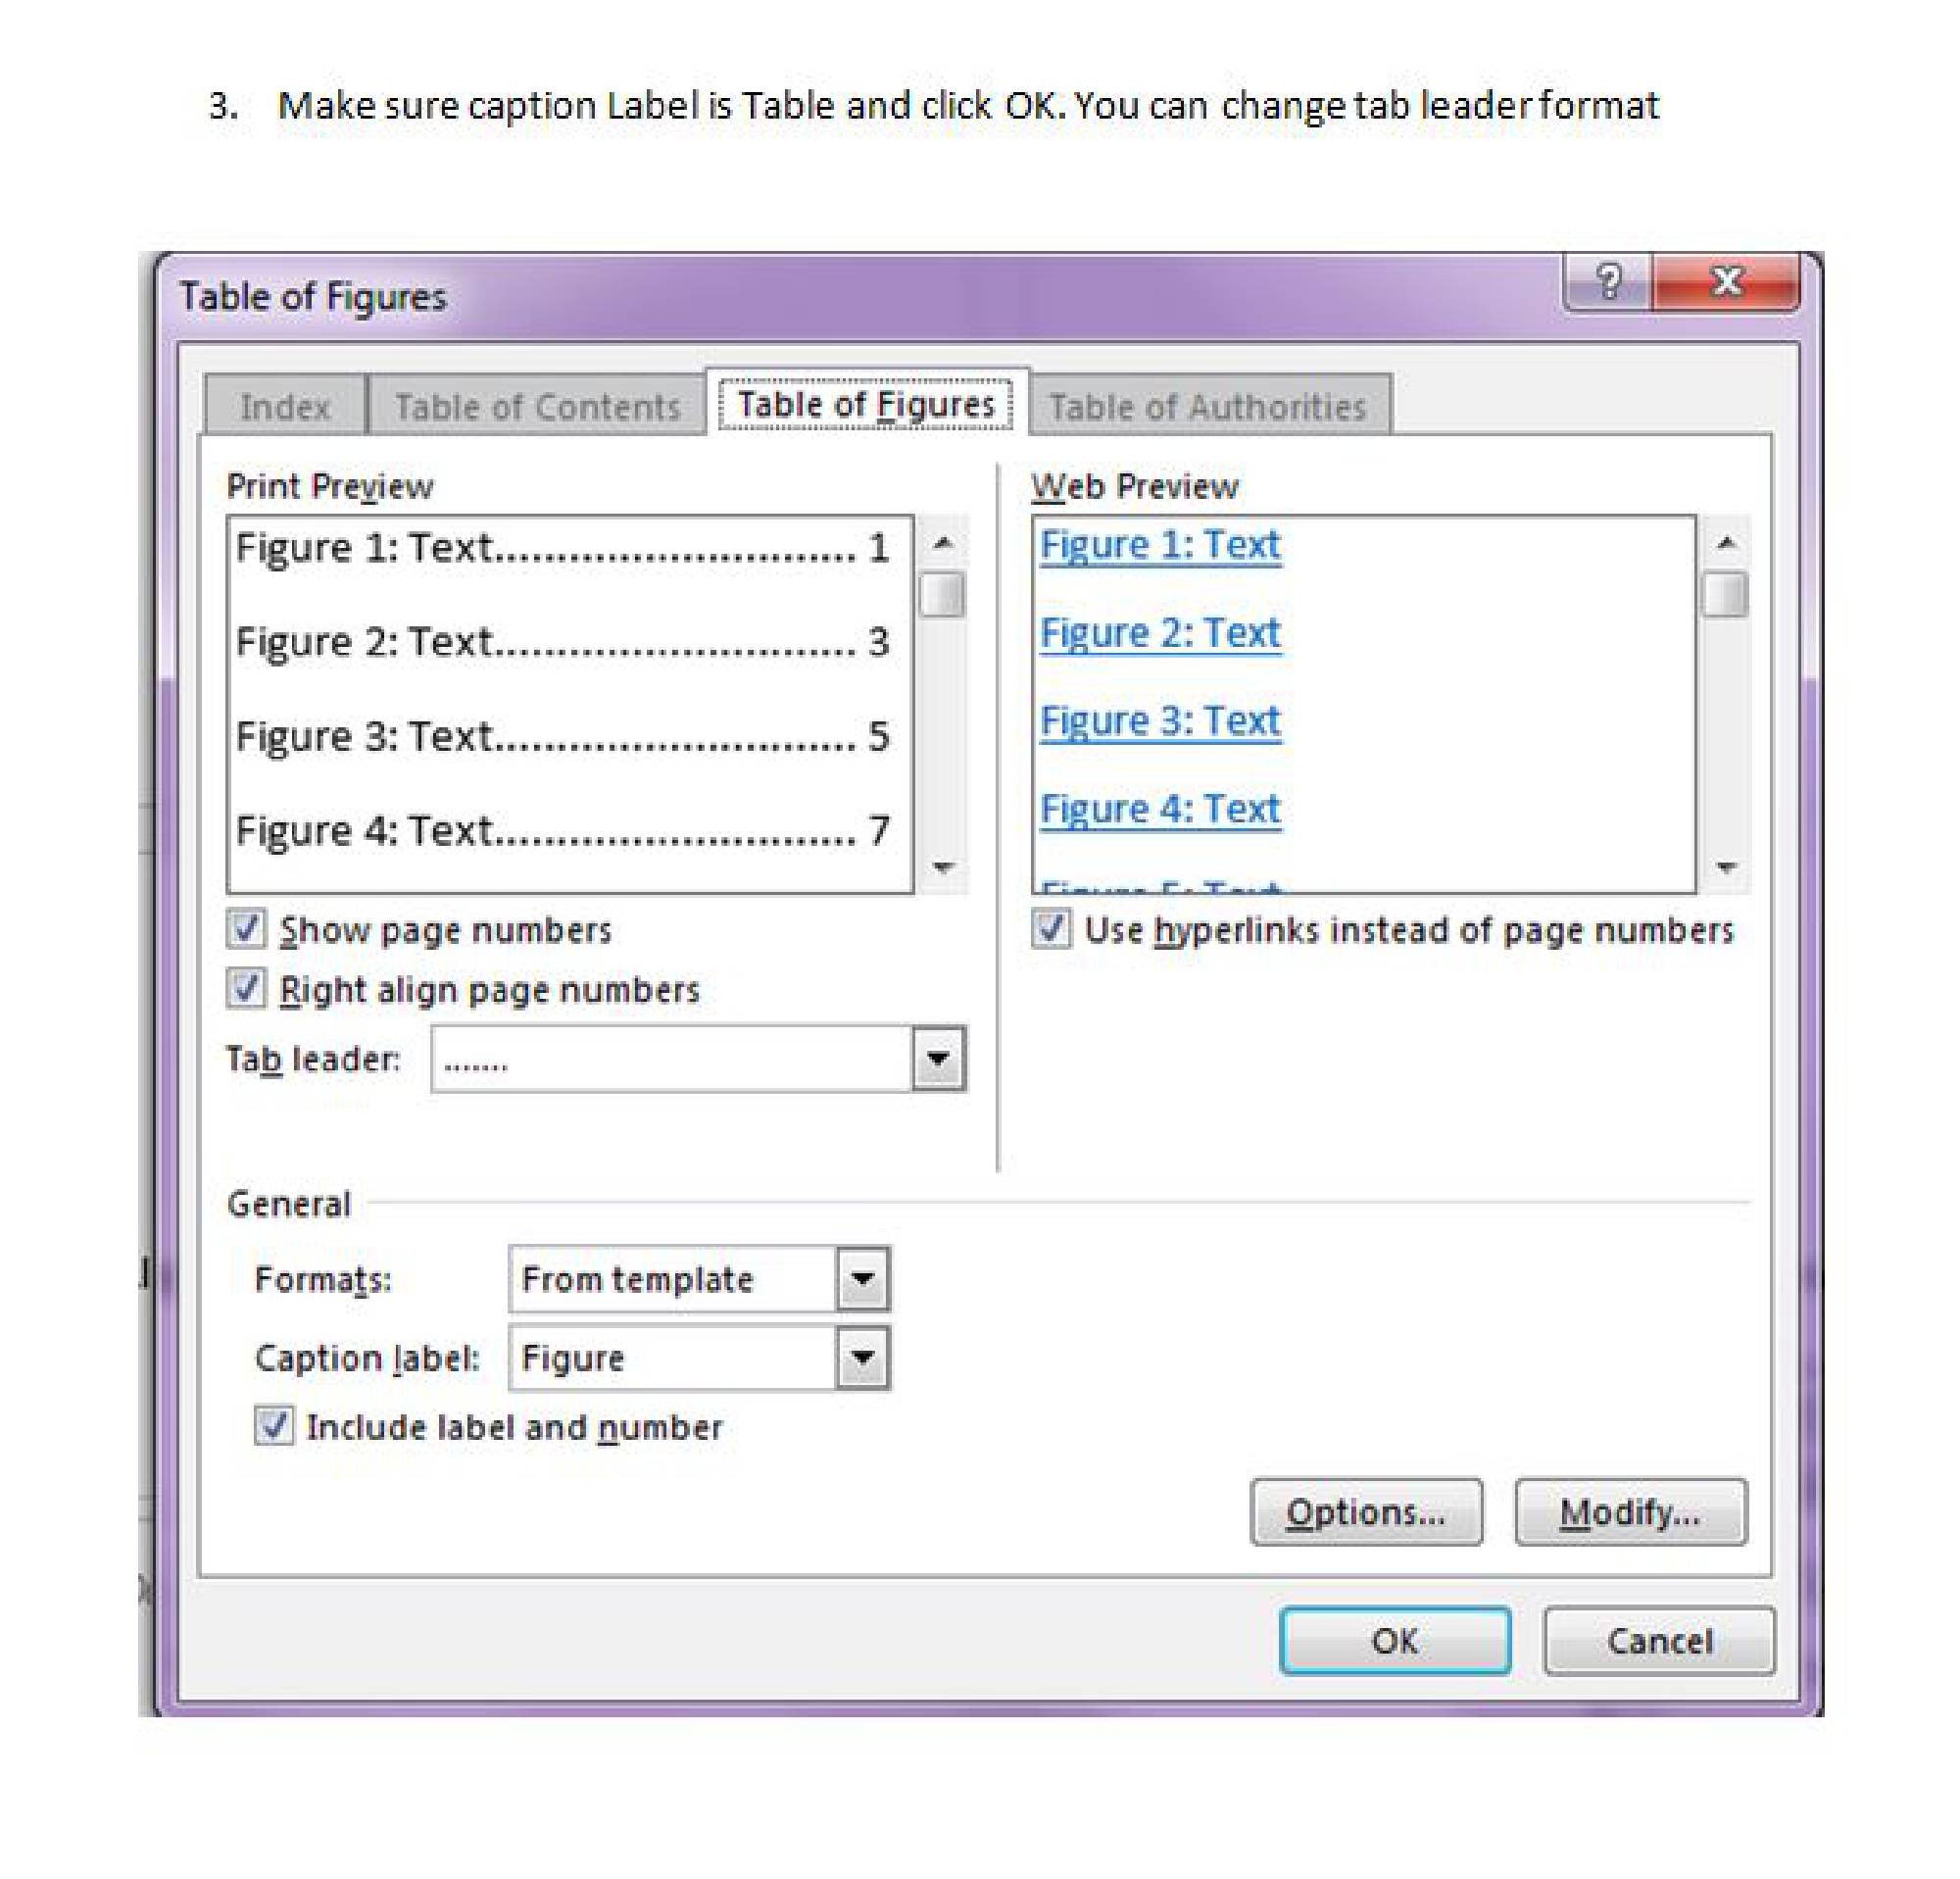 3. Make sure caption Label is Table and click OK. You can change tab leader format
Table of Figures
Index Table of Contents Table of Figures Table of Authorities
Print Preview
Figure 1: Text............................. 1
Figure 2: Text............................. 3
Figure 3: Text............................. 5
Figure 4: Text............................. 7
Show page numbers
Right align page numbers
Tab leader: .......
Web Preview
Figure 1: Text
Figure 2: Text
Figure 3: Text
Figure 4: Text
Use hyperlinks instead of page numbers
General
Formats: From template
Caption label: Figure
Include label and number
Options... Modify...
OK Cancel